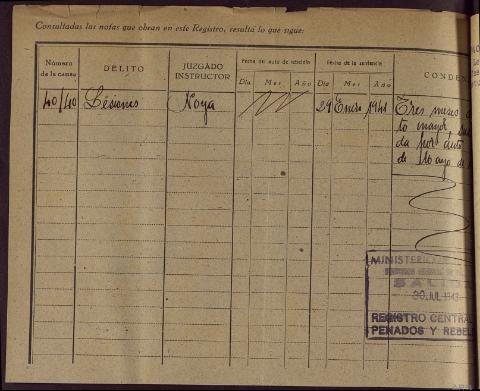 Consultadas las notas que obran en este Registro, resulta lo que sigue:
Número de la causa DELITO JUZGADO INSTRUCTOR Fecha del auto de rebeldía Fecha de la sentencia CONDEN
Día Mes Año Día Mes Año
40/40 Lesiones Noya 29 Enero 1941 Tres meses
to mayor,
da por auto
de 10 de
MINISTERIO
SALID
30 JUL 1943
REGISTRO CENTRAL
PENADOS Y REBEL